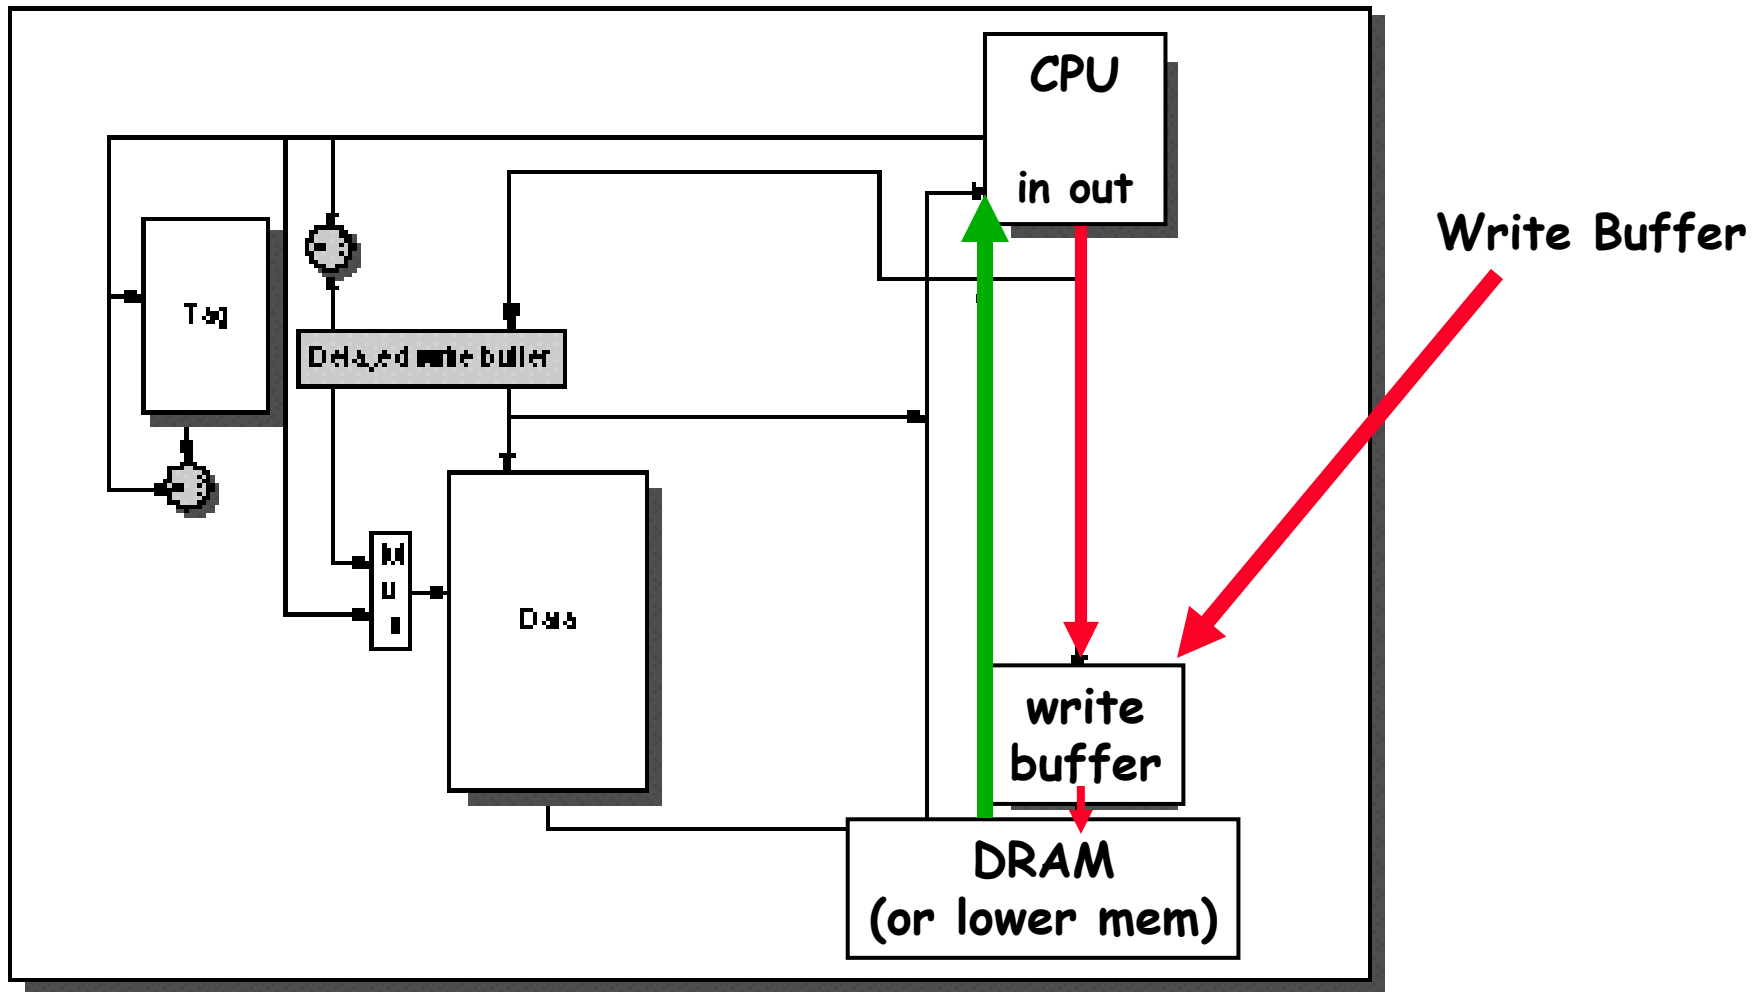 CPU
in out
Write Buffer
Tag
Delayed write buffer
M
u
Data
write
buffer
DRAM
(or lower mem)